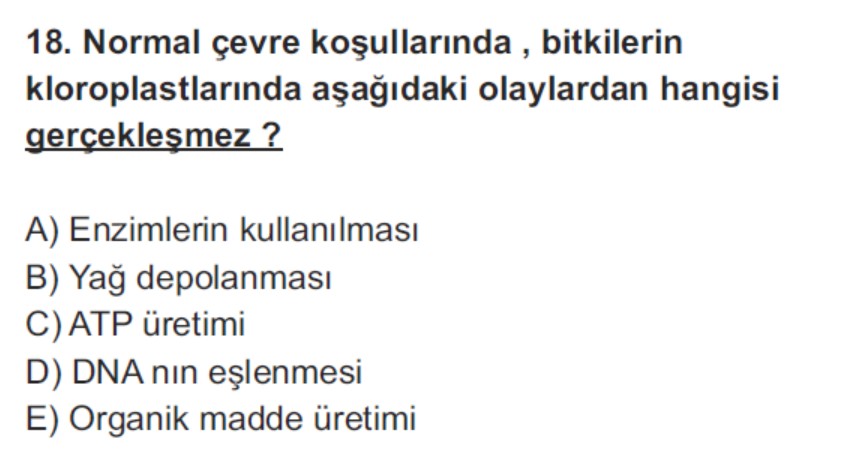 18. Normal çevre koşullarında , bitkilerin
kloroplastlarında aşağıdaki olaylardan hangisi
gerçekleşmez ?
A) Enzimlerin kullanılması
B) Yağ depolanması
C) ATP üretimi
D) DNA nın eşlenmesi
E) Organik madde üretimi